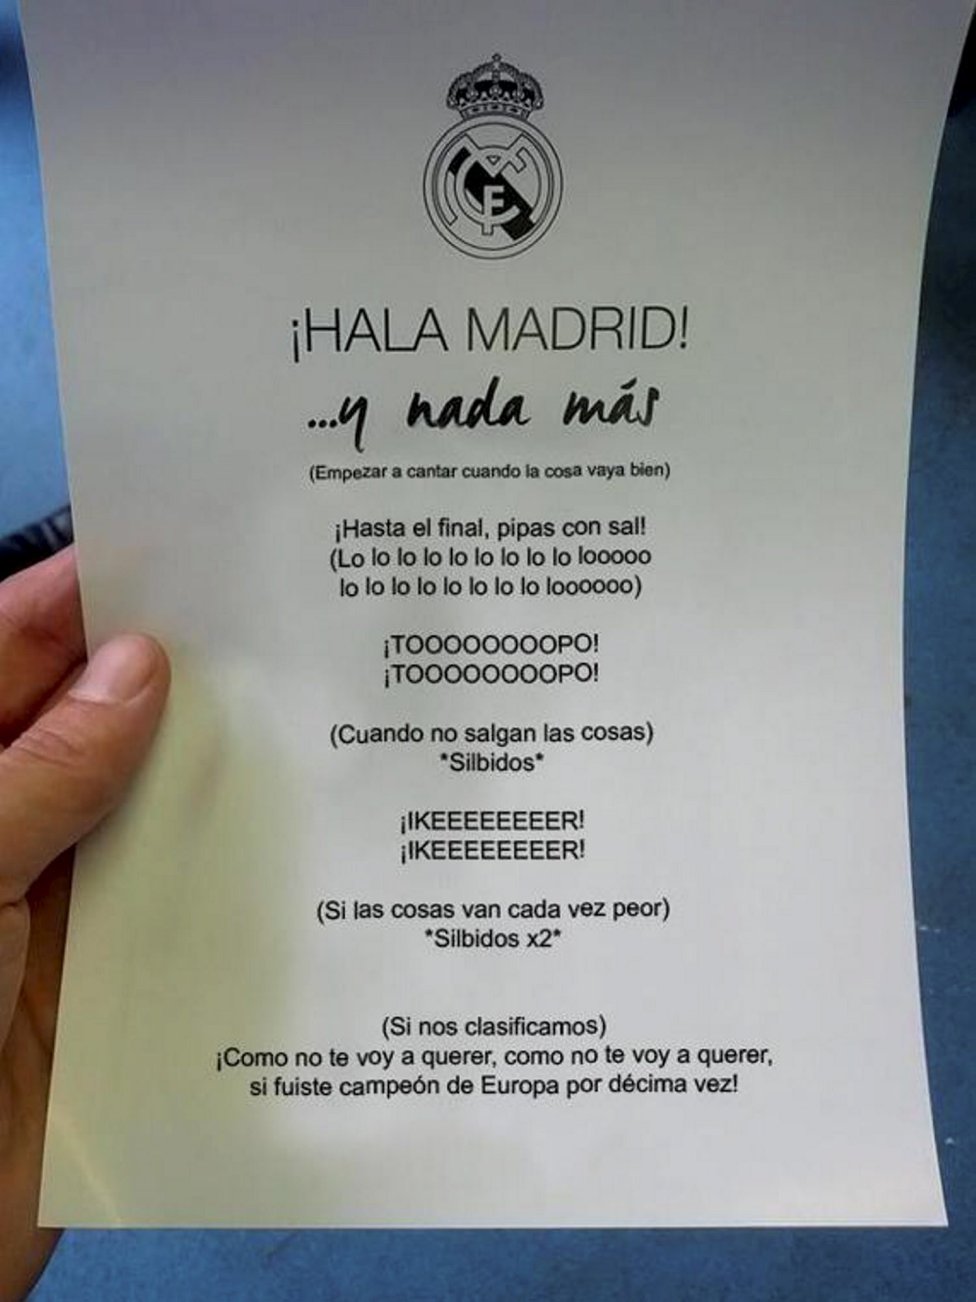 ¡HALA MADRID!
...y nada más
(Empezar a cantar cuando la cosa vaya bien)
¡Hasta el final, pipas con sal!
(Lo lo lo lo lo lo lo lo lo looooo
lo lo lo lo lo lo lo lo loooooo)
¡TOOOOOOOOPO!
¡TOOOOOOOOPO!
(Cuando no salgan las cosas)
*Silbidos*
¡IKEEEEEEEER!
¡IKEEEEEEEER!
(Si las cosas van cada vez peor)
*Silbidos x2*
(Si nos clasificamos)
¡Como no te voy a querer, como no te voy a querer,
si fuiste campeón de Europa por décima vez!